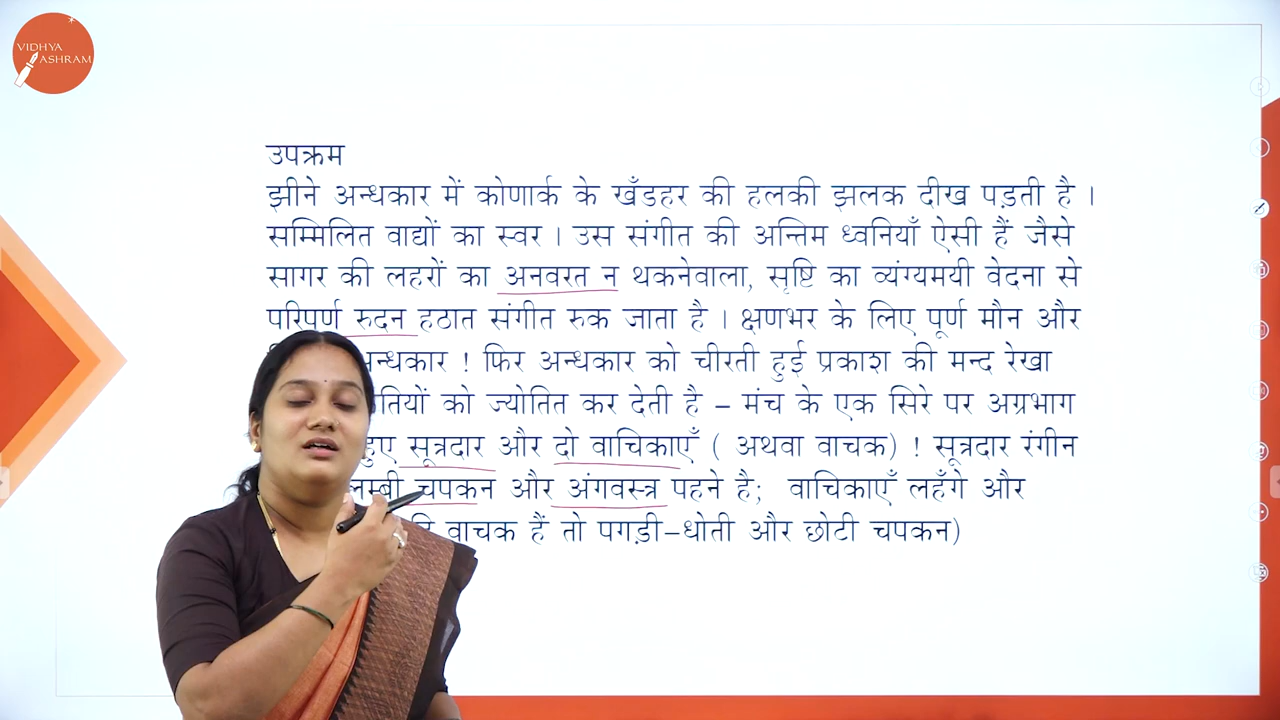 VIDHYA
ASHRAM
उपक्रम
झीने अन्धकार में कोणार्क के खँडहर की हलकी झलक दीख पड़ती है ।
सम्मिलित वाद्यों का स्वर । उस संगीत की अन्तिम ध्वनियाँ ऐसी हैं जैसे
सागर की लहरों का अनवरत न थकनेवाला, सृष्टि का व्यंग्यमयी वेदना से
परिपूर्ण रुदन हठात संगीत रुक जाता है । क्षणभर के लिए पूर्ण मौन और
अन्धकार ! फिर अन्धकार को चीरती हुई प्रकाश की मन्द रेखा
को ज्योतित कर देती है – मंच के एक सिरे पर अग्रभाग
हुए सूत्रदार और दो वाचिकाएँ ( अथवा वाचक) ! सूत्रदार रंगीन
लम्बी चपकन और अंगवस्त्र पहने है; वाचिकाएँ लहँगे और
वाचक हैं तो पगड़ी–धोती और छोटी चपकन)